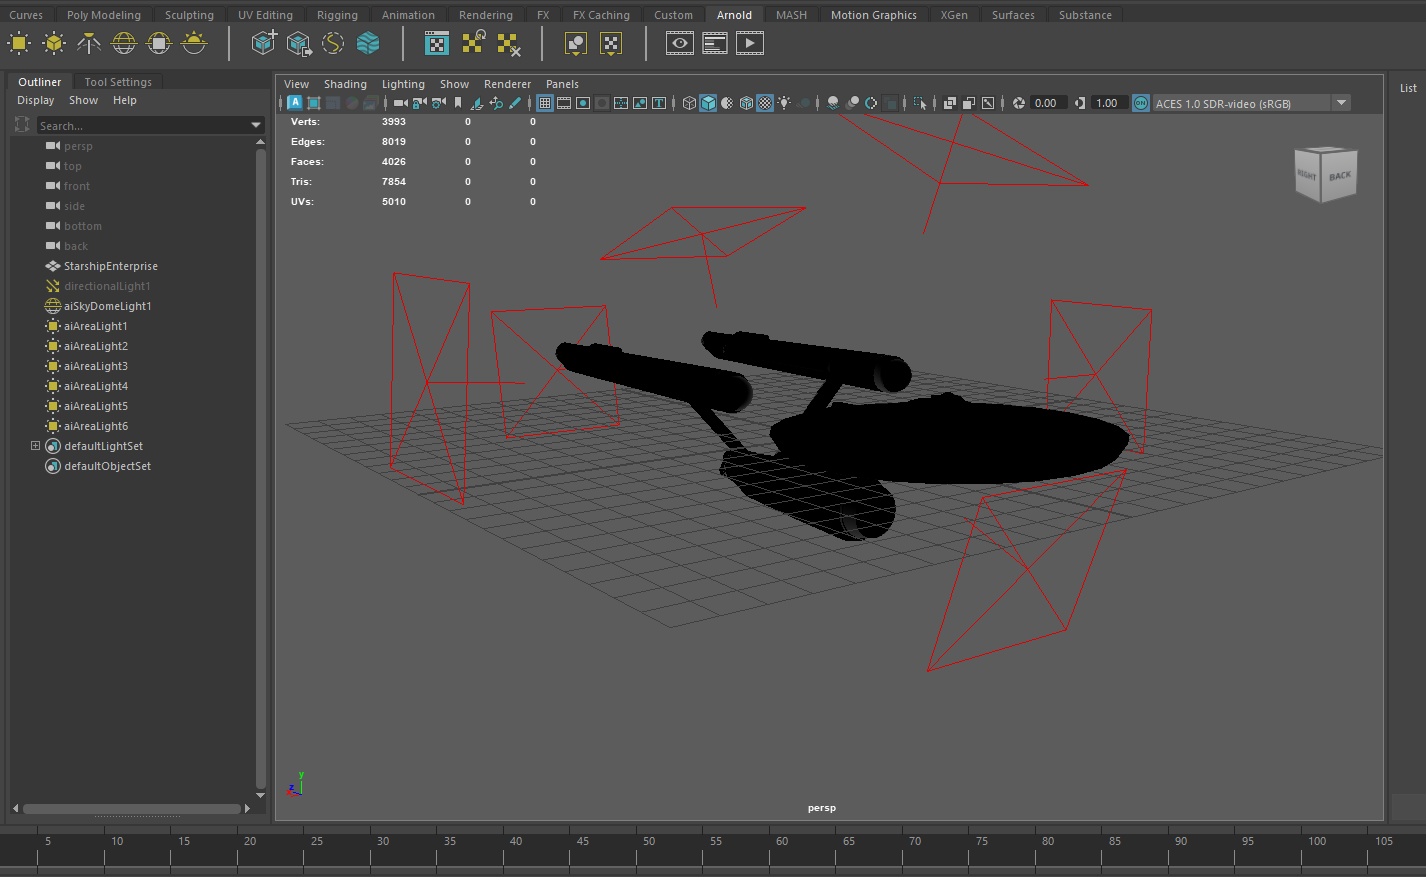 Curves Poly Modeling Sculpting UV Editing Rigging Animation Rendering FX FX Caching Custom Arnold MASH Motion Graphics XGen Surfaces Substance
Outliner Tool Settings
Display Show Help
Search...
persp
top
front
side
bottom
back
StarshipEnterprise
directionalLight1
aiSkyDomeLight1
aiAreaLight1
aiAreaLight2
aiAreaLight3
aiAreaLight4
aiAreaLight5
aiAreaLight6
defaultLightSet
defaultObjectSet
View Shading Lighting Show Renderer Panels
A T 0.00 1.00 ON ACES 1.0 SDR-video (sRGB)
Verts: 3993 0 0
Edges: 8019 0 0
Faces: 4026 0 0
Tris: 7854 0 0
UVs: 5010 0 0
RIGHT BACK
List
y
z
persp
5 10 15 20 25 30 35 40 45 50 55 60 65 70 75 80 85 90 95 100 105